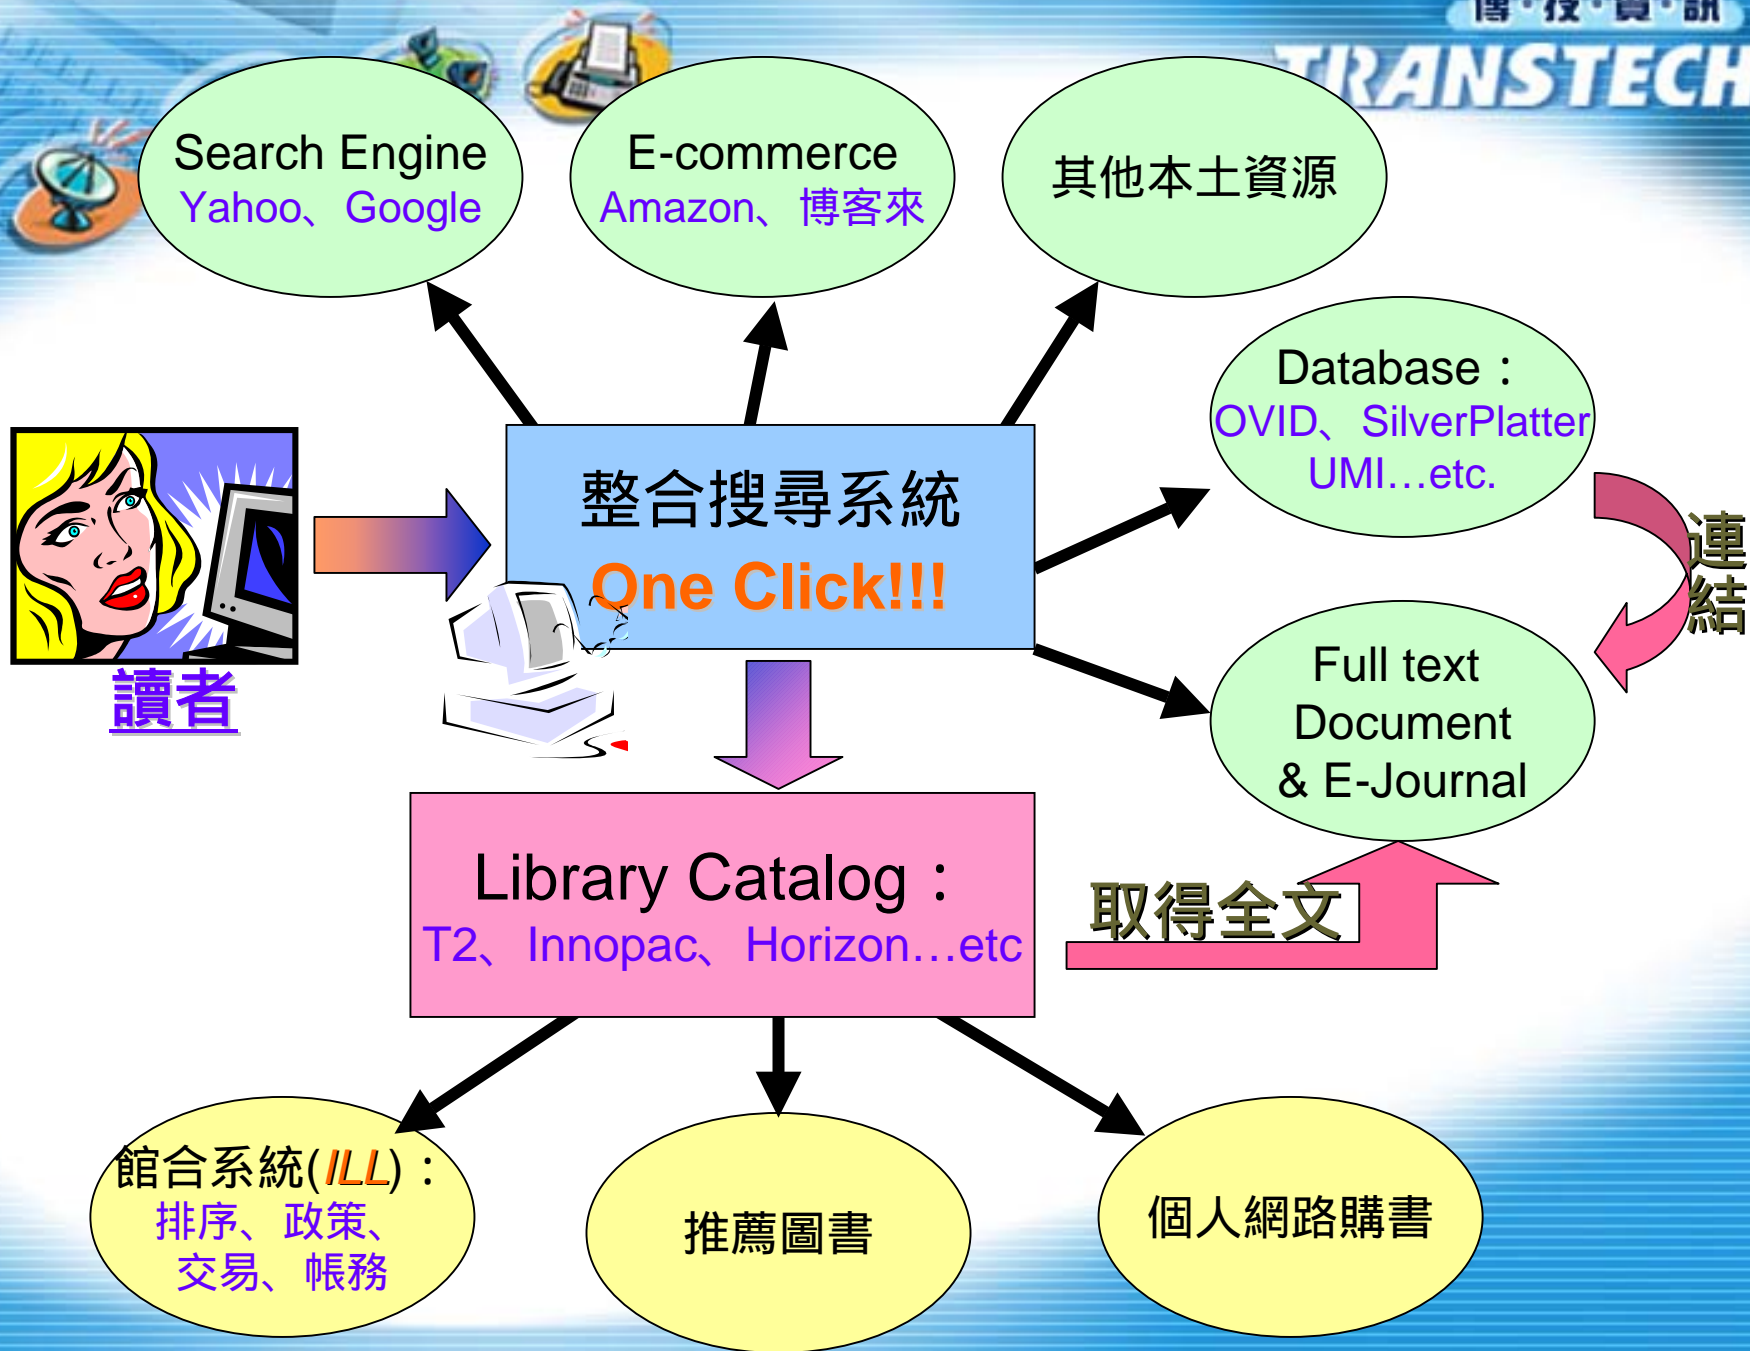 博‧技‧資‧訊
TRANSTECH
Search Engine
Yahoo、Google
E-commerce
Amazon、博客來
其他本土資源
Database：
OVID、SilverPlatter
UMI…etc.
整合搜尋系統
One Click!!!
讀者
連結
Full text
Document
& E-Journal
Library Catalog：
T2、Innopac、Horizon…etc
取得全文
館合系統(ILL)：
排序、政策、
交易、帳務
推薦圖書
個人網路購書